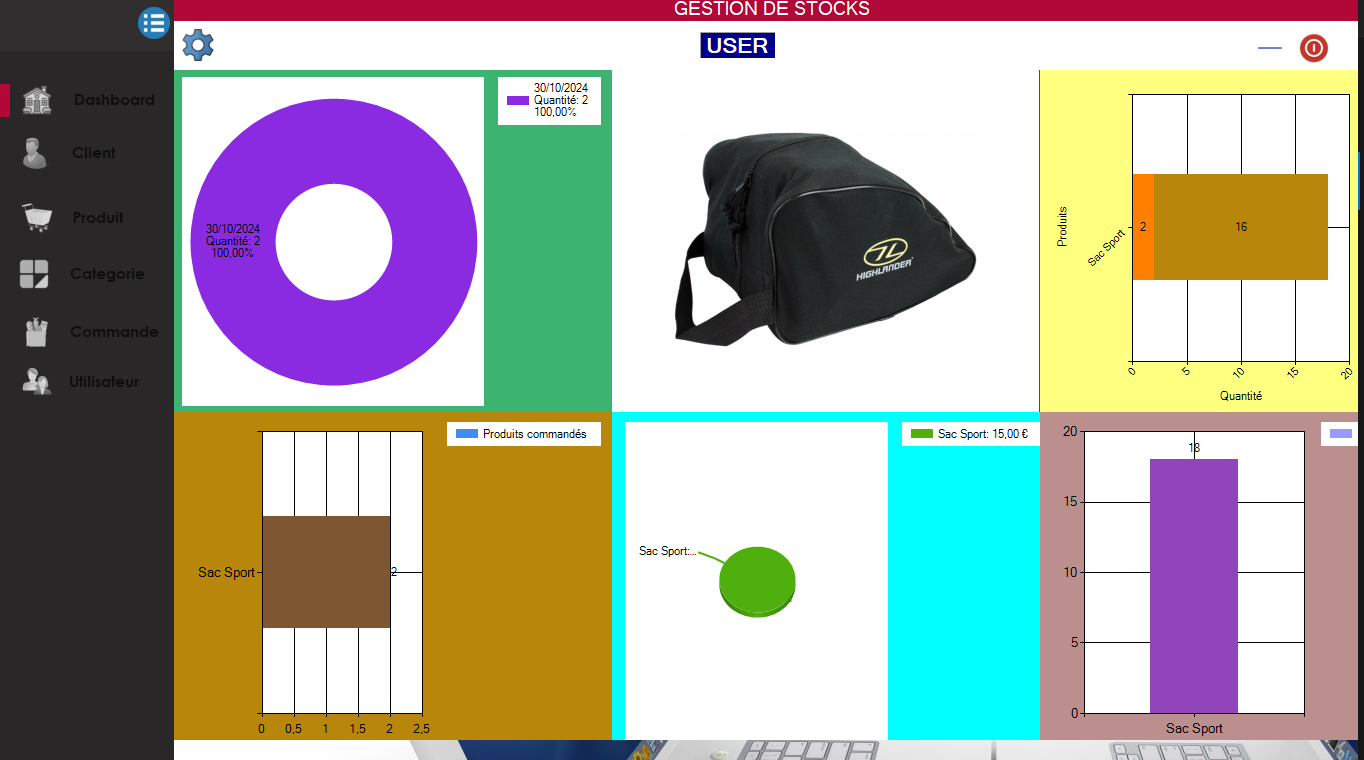 GESTION DE STOCKS
USER
Dashboard
Client
Produit
Categorie
Commande
Utilisateur
30/10/2024
Quantité: 2
100,00%
30/10/2024
Quantité: 2
100,00%
HIGHLANDER
Produits
Sac Sport
2
16
0
5
10
15
20
Quantité
Produits commandés
Sac Sport
2
0
0,5
1
1,5
2
2,5
Sac Sport: 15,00 €
Sac Sport:...
20
15
10
5
0
18
Sac Sport